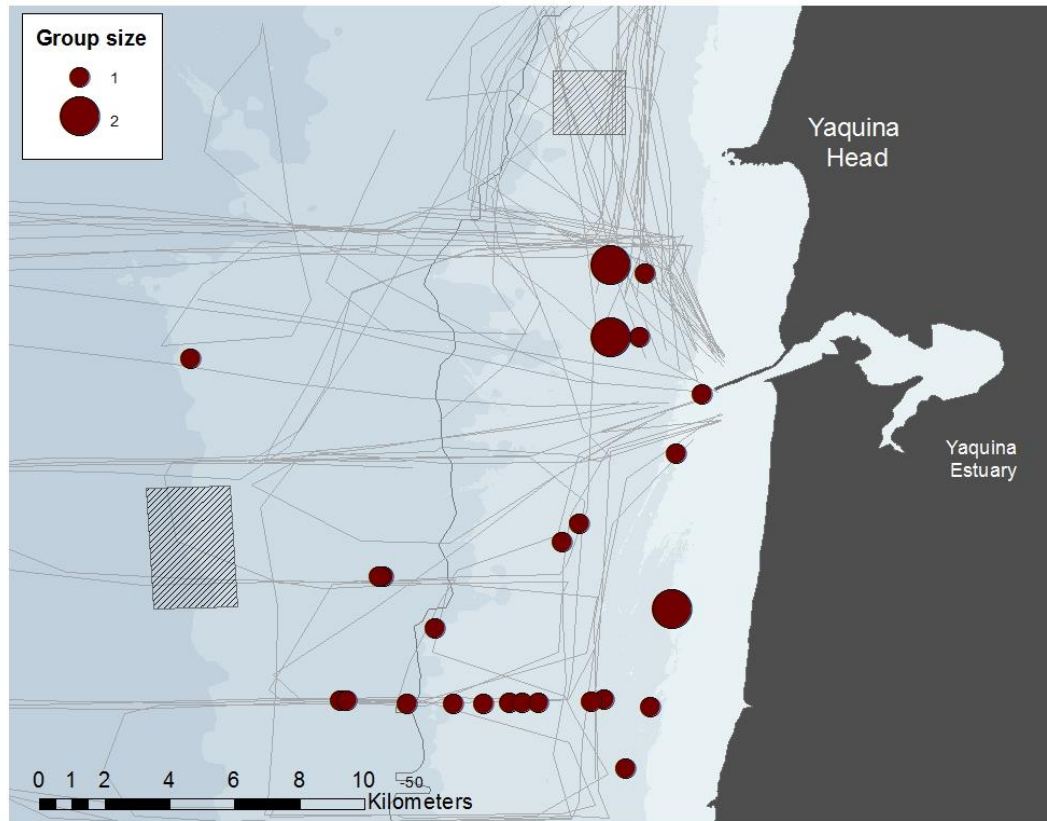 Group size
1
2
Yaquina
Head
Yaquina
Estuary
0 1 2 4 6 8 10
-50
Kilometers